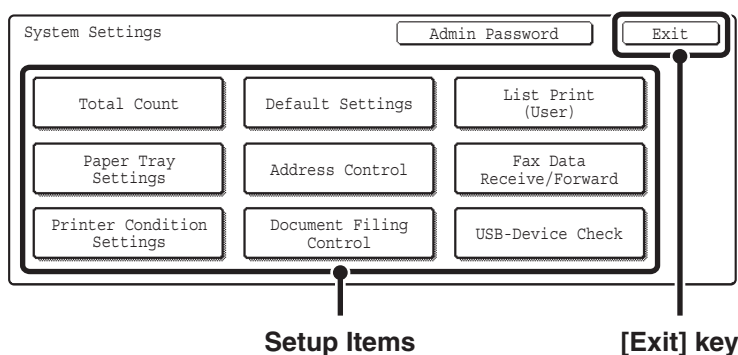 System Settings
Admin Password
Exit
Total Count
Default Settings
List Print
(User)
Paper Tray
Settings
Address Control
Fax Data
Receive/Forward
Printer Condition
Settings
Document Filing
Control
USB-Device Check
Setup Items
[Exit] key